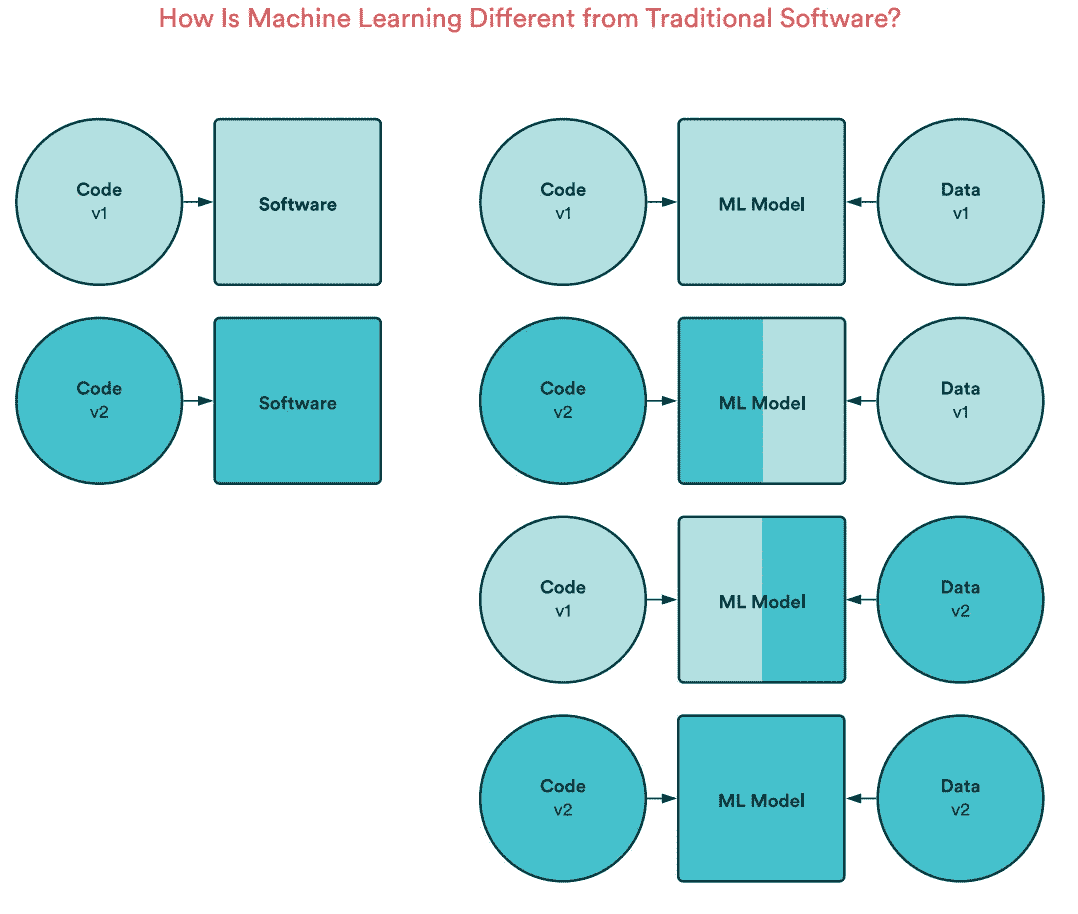 How Is Machine Learning Different from Traditional Software?
Code
v1
Software
Code
v1
ML Model
Data
v1
Code
v2
Software
Code
v2
ML Model
Data
v1
Code
v1
ML Model
Data
v2
Code
v2
ML Model
Data
v2